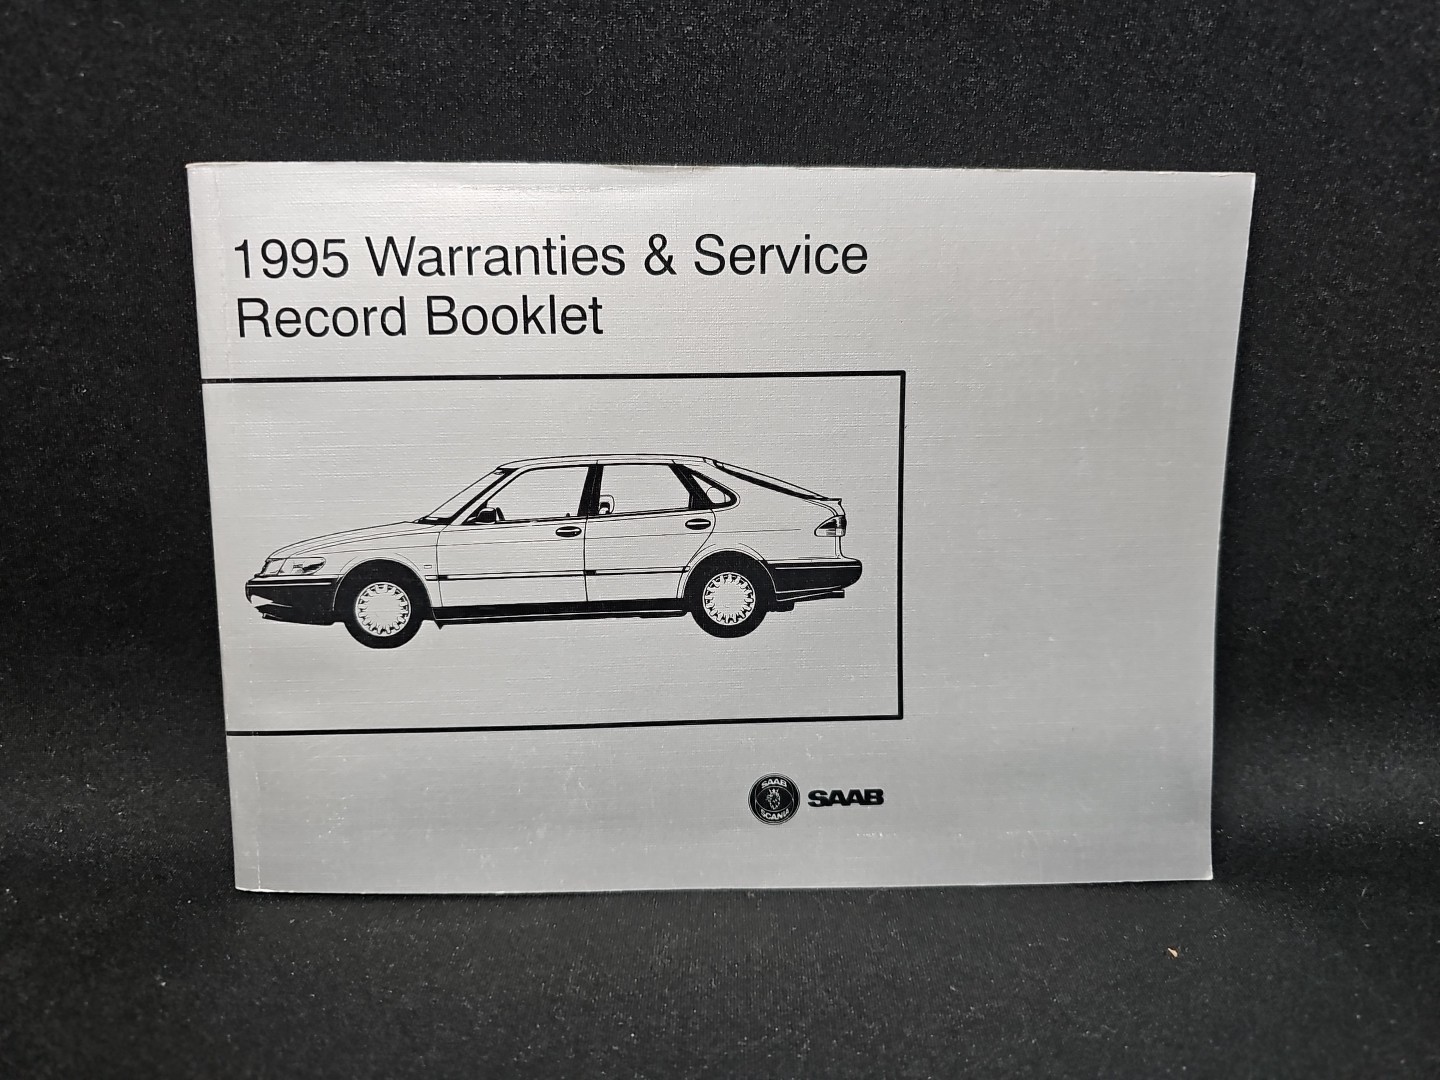 1995 Warranties & Service
Record Booklet
SAAB
SCANIA
SAAB